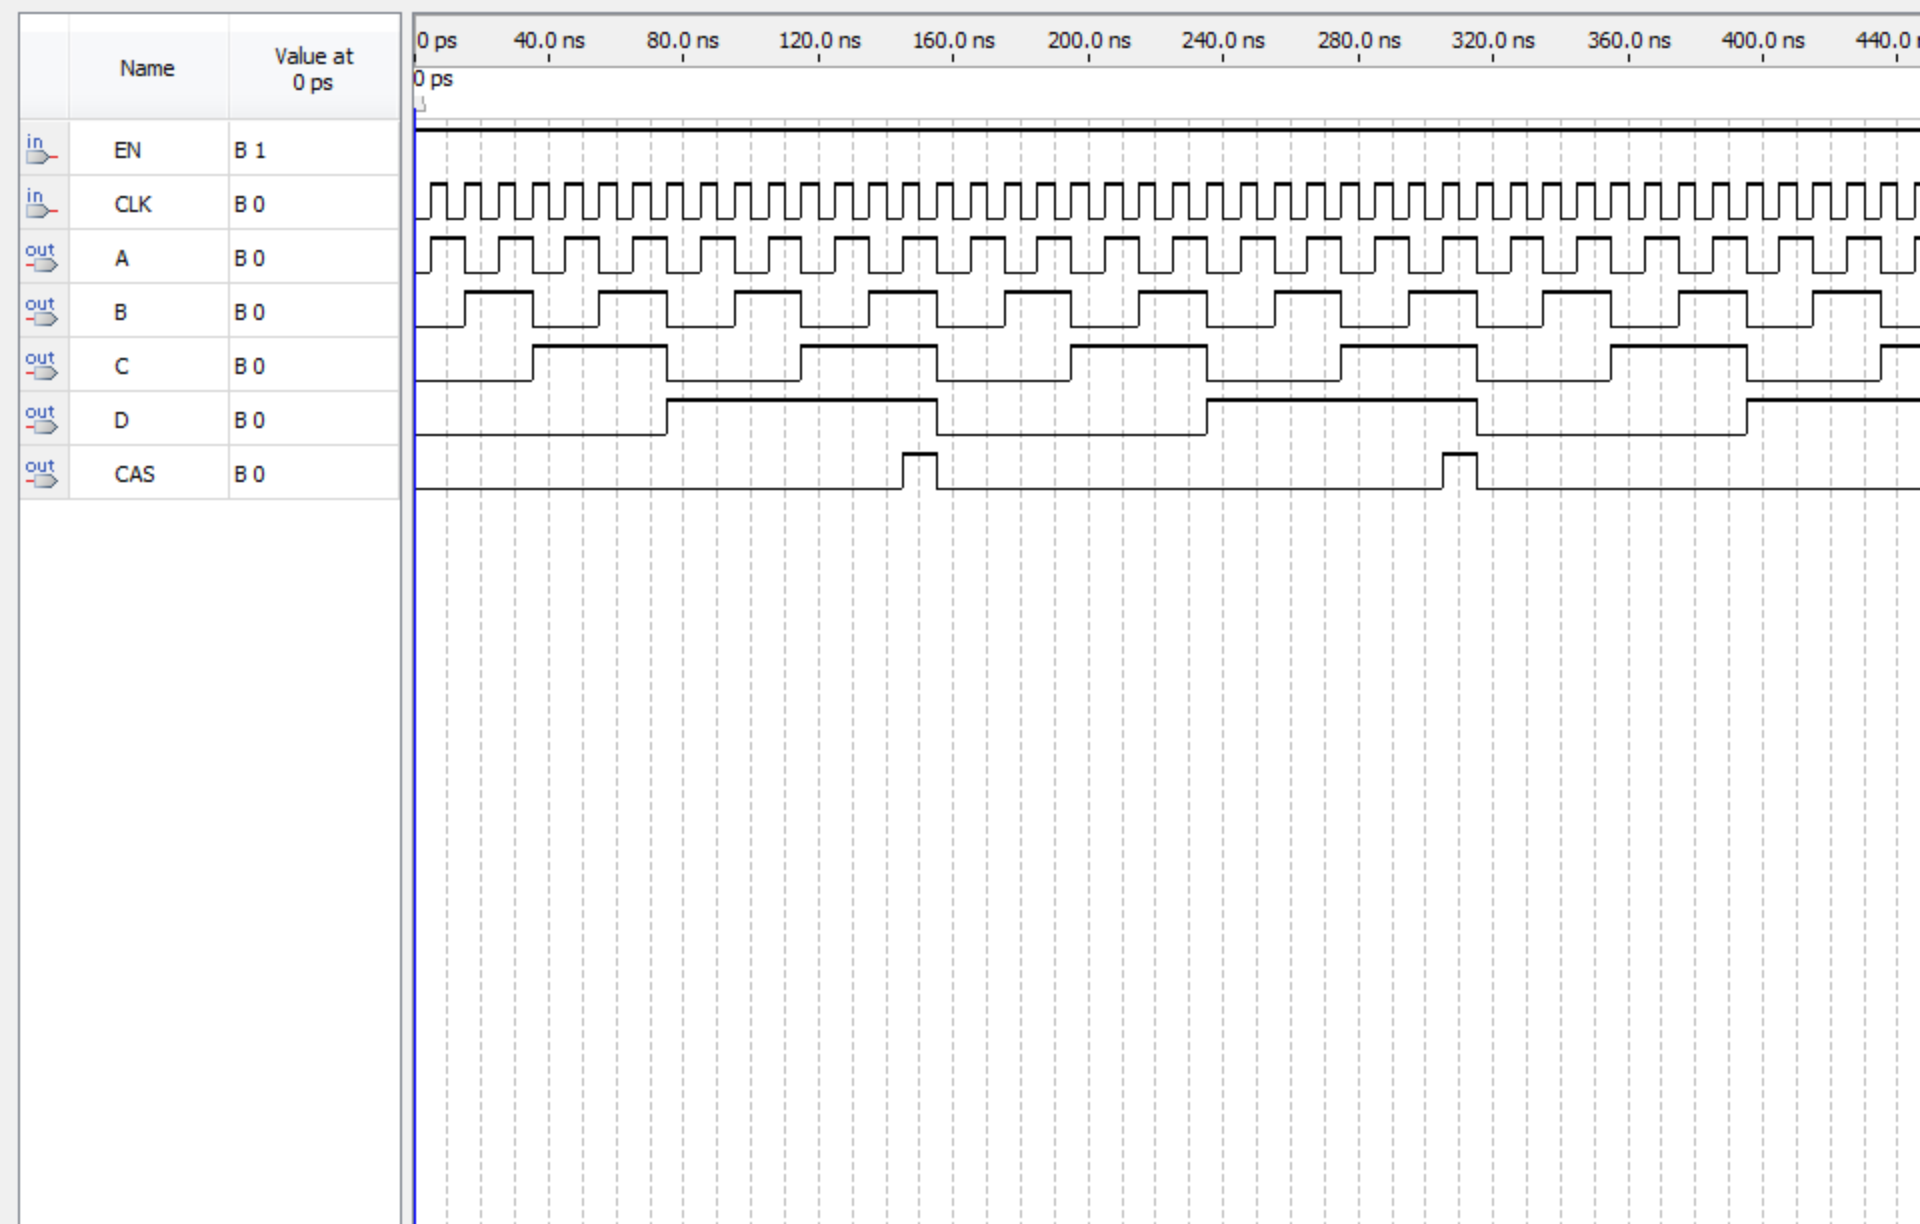 Name
Value at
0 ps
0 ps 40.0 ns 80.0 ns 120.0 ns 160.0 ns 200.0 ns 240.0 ns 280.0 ns 320.0 ns 360.0 ns 400.0 ns 440.0
0 ps
in EN B 1
in CLK B 0
out A B 0
out B B 0
out C B 0
out D B 0
out CAS B 0